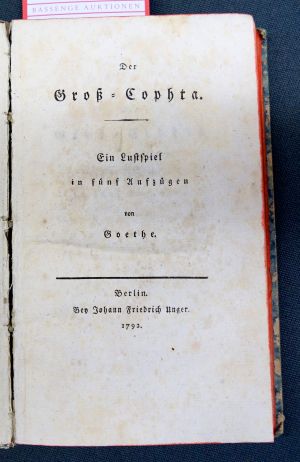 BASSENGE AUKTIONEN
Der
Groß-Cophta.
Ein Lustspiel
in fünf Aufzügen
von
Goethe.
Berlin.
Bey Johann Friedrich Unger.
1792.